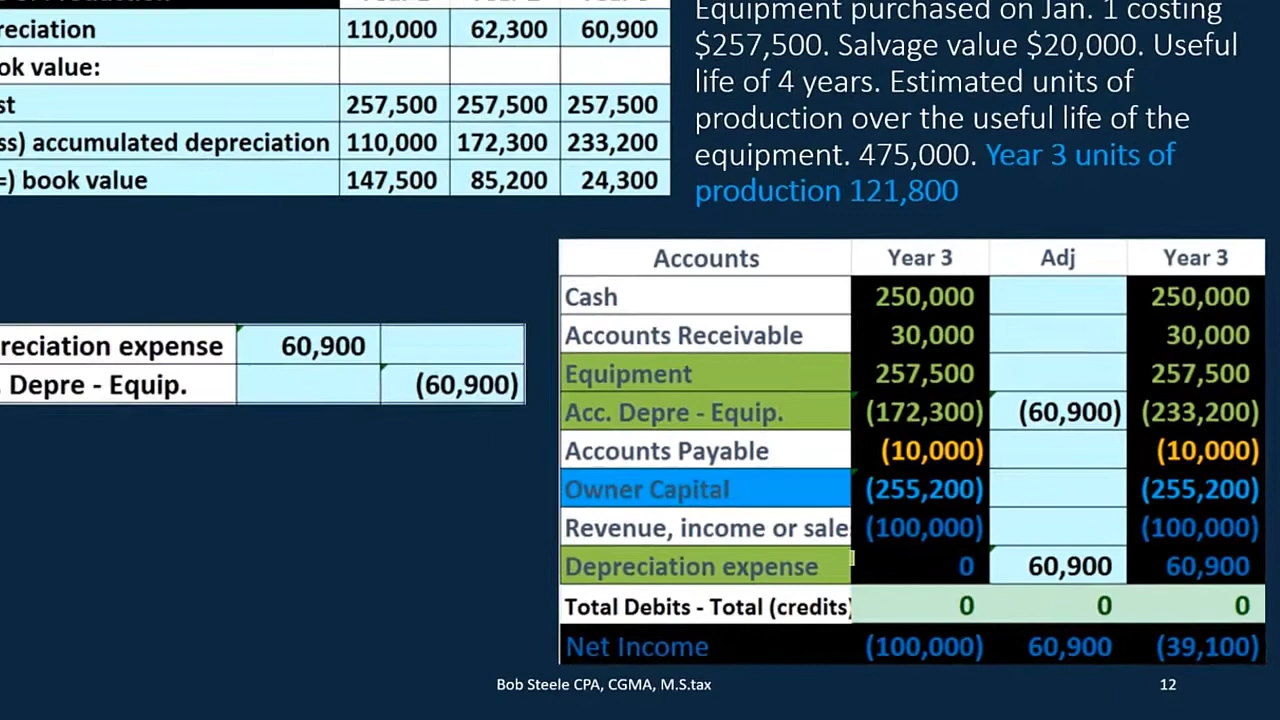 reciation 110,000 62,300 60,900
ok value:
st 257,500 257,500 257,500
ss) accumulated depreciation 110,000 172,300 233,200
=) book value 147,500 85,200 24,300
Equipment purchased on Jan. 1 costing
$257,500. Salvage value $20,000. Useful
life of 4 years. Estimated units of
production over the useful life of the
equipment. 475,000. Year 3 units of
production 121,800
reciation expense 60,900
. Depre - Equip. (60,900)
Accounts Year 3 Adj Year 3
Cash 250,000 250,000
Accounts Receivable 30,000 30,000
Equipment 257,500 257,500
Acc. Depre - Equip. (172,300) (60,900) (233,200)
Accounts Payable (10,000) (10,000)
Owner Capital (255,200) (255,200)
Revenue, income or sale (100,000) (100,000)
Depreciation expense 0 60,900 60,900
Total Debits - Total (credits) 0 0 0
Net Income (100,000) 60,900 (39,100)
Bob Steele CPA, CGMA, M.S.tax 12